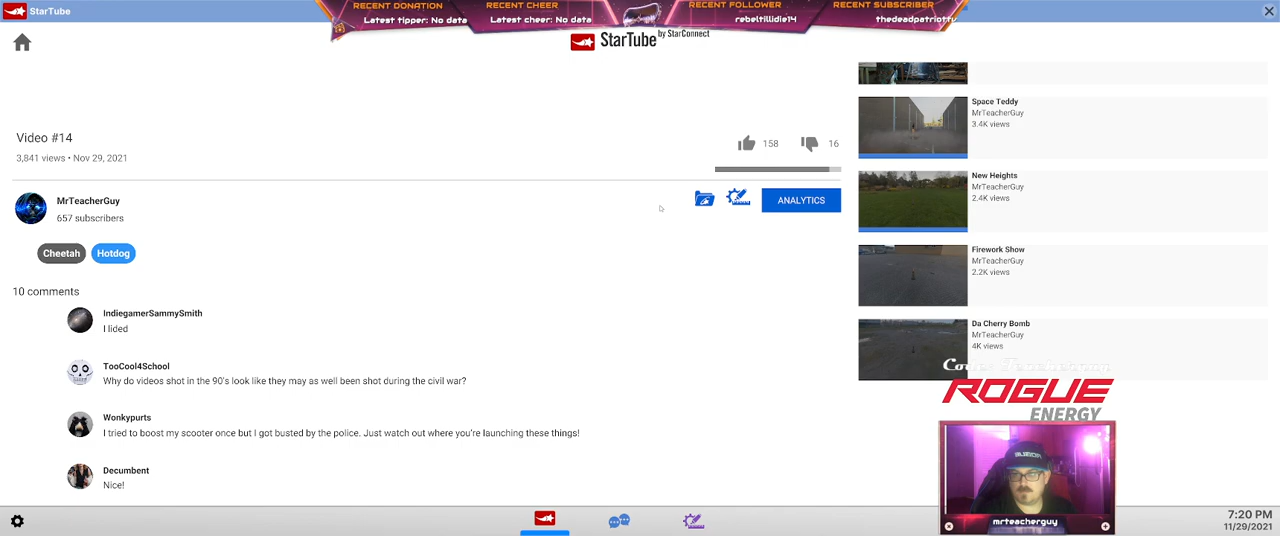 StarTube
RECENT DONATION
Latest tipper: No data
RECENT CHEER
Latest cheer: No data
RECENT FOLLOWER
rebeltillidie14
RECENT SUBSCRIBER
thedeadpatriottv
StarTube by StarConnect
Video #14
3,841 views • Nov 29, 2021
158
16
MrTeacherGuy
657 subscribers
ANALYTICS
Cheetah
Hotdog
10 comments
IndiegamerSammySmith
I lided
TooCool4School
Why do videos shot in the 90's look like they may as well been shot during the civil war?
Wonkypurts
I tried to boost my scooter once but I got busted by the police. Just watch out where you're launching these things!
Decumbent
Nice!
Space Teddy
MrTeacherGuy
3.4K views
New Heights
MrTeacherGuy
2.4K views
Firework Show
MrTeacherGuy
2.2K views
Da Cherry Bomb
MrTeacherGuy
4K views
ROGUE
ENERGY
mrteacherguy
7:20 PM
11/29/2021